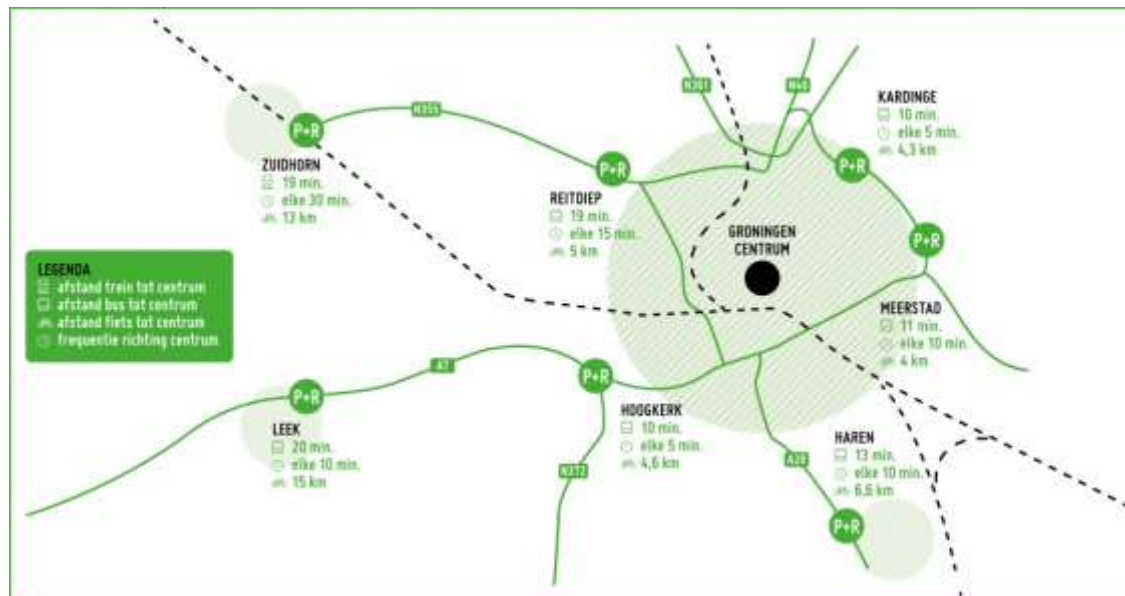 N361
N46
KARDINGE
10 min.
elke 5 min.
4,3 km
P+R
N355
P+R
ZUIDHORN
19 min.
elke 30 min.
13 km
P+R
REITDIEP
19 min.
elke 15 min.
5 km
GRONINGEN
CENTRUM
P+R
LEGENDA
afstand trein tot centrum
afstand bus tot centrum
afstand fiets tot centrum
frequentie richting centrum
MEERSTAD
11 min.
elke 10 min.
4 km
A7
P+R
HOOGKERK
10 min.
elke 5 min.
4,6 km
P+R
LEEK
20 min.
elke 10 min.
15 km
N372
A28
HAREN
13 min.
elke 10 min.
6,6 km
P+R